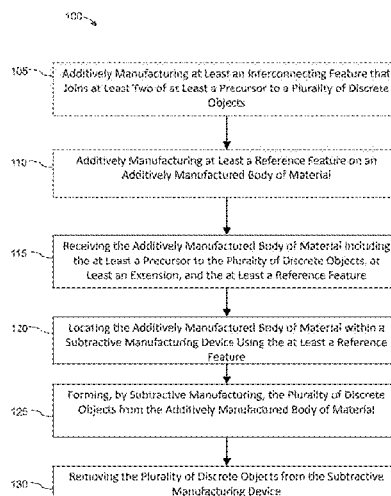 100
105
Additively Manufacturing at Least an Interconnecting Feature that
Joins at Least Two of at Least a Precursor to a Plurality of Discrete
Objects
110
Additively Manufacturing at Least a Reference Feature on an
Additively Manufactured Body of Material
115
Receiving the Additively Manufactured Body of Material Including
the at Least a Precursor to the Plurality of Discrete Objects, at
Least an Extension, and the at Least a Reference Feature
120
Locating the Additively Manufactured Body of Material within a
Subtractive Manufacturing Device Using the at Least a Reference
Feature
125
Forming, by Subtractive Manufacturing, the Plurality of Discrete
Objects from the Additively Manufactured Body of Material
130
Removing the Plurality of Discrete Objects from the Subtractive
Manufacturing Device